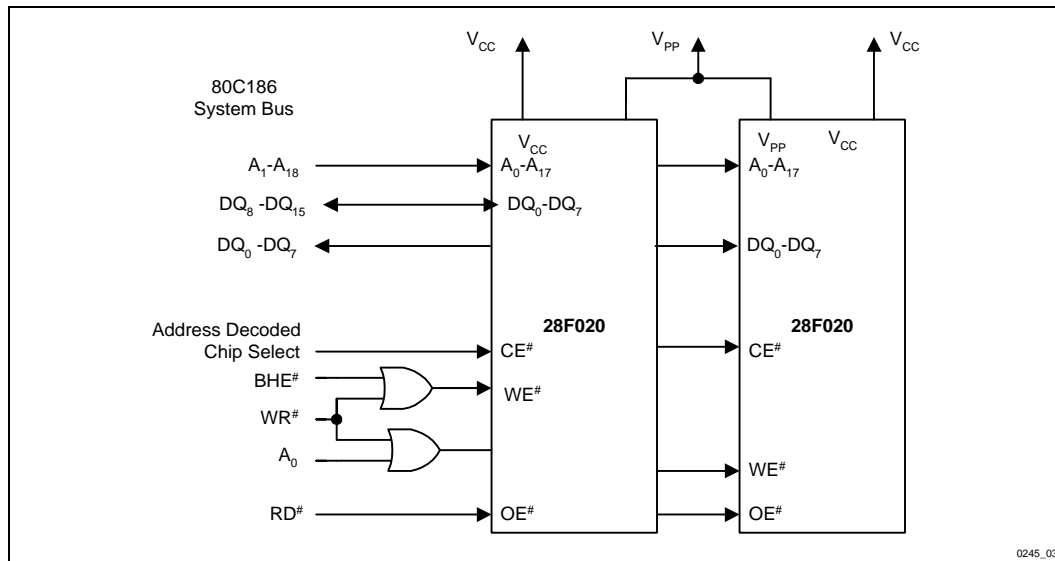 V_CC V_PP V_CC
80C186
System Bus
V_CC V_PP V_CC
A_1-A_18 A_0-A_17 A_0-A_17
DQ_8 -DQ_15 DQ_0-DQ_7
DQ_0 -DQ_7 DQ_0-DQ_7
28F020 28F020
Address Decoded
Chip Select CE# CE#
BHE# WE#
WR#
A_0 WE#
RD# OE# OE#
0245_03